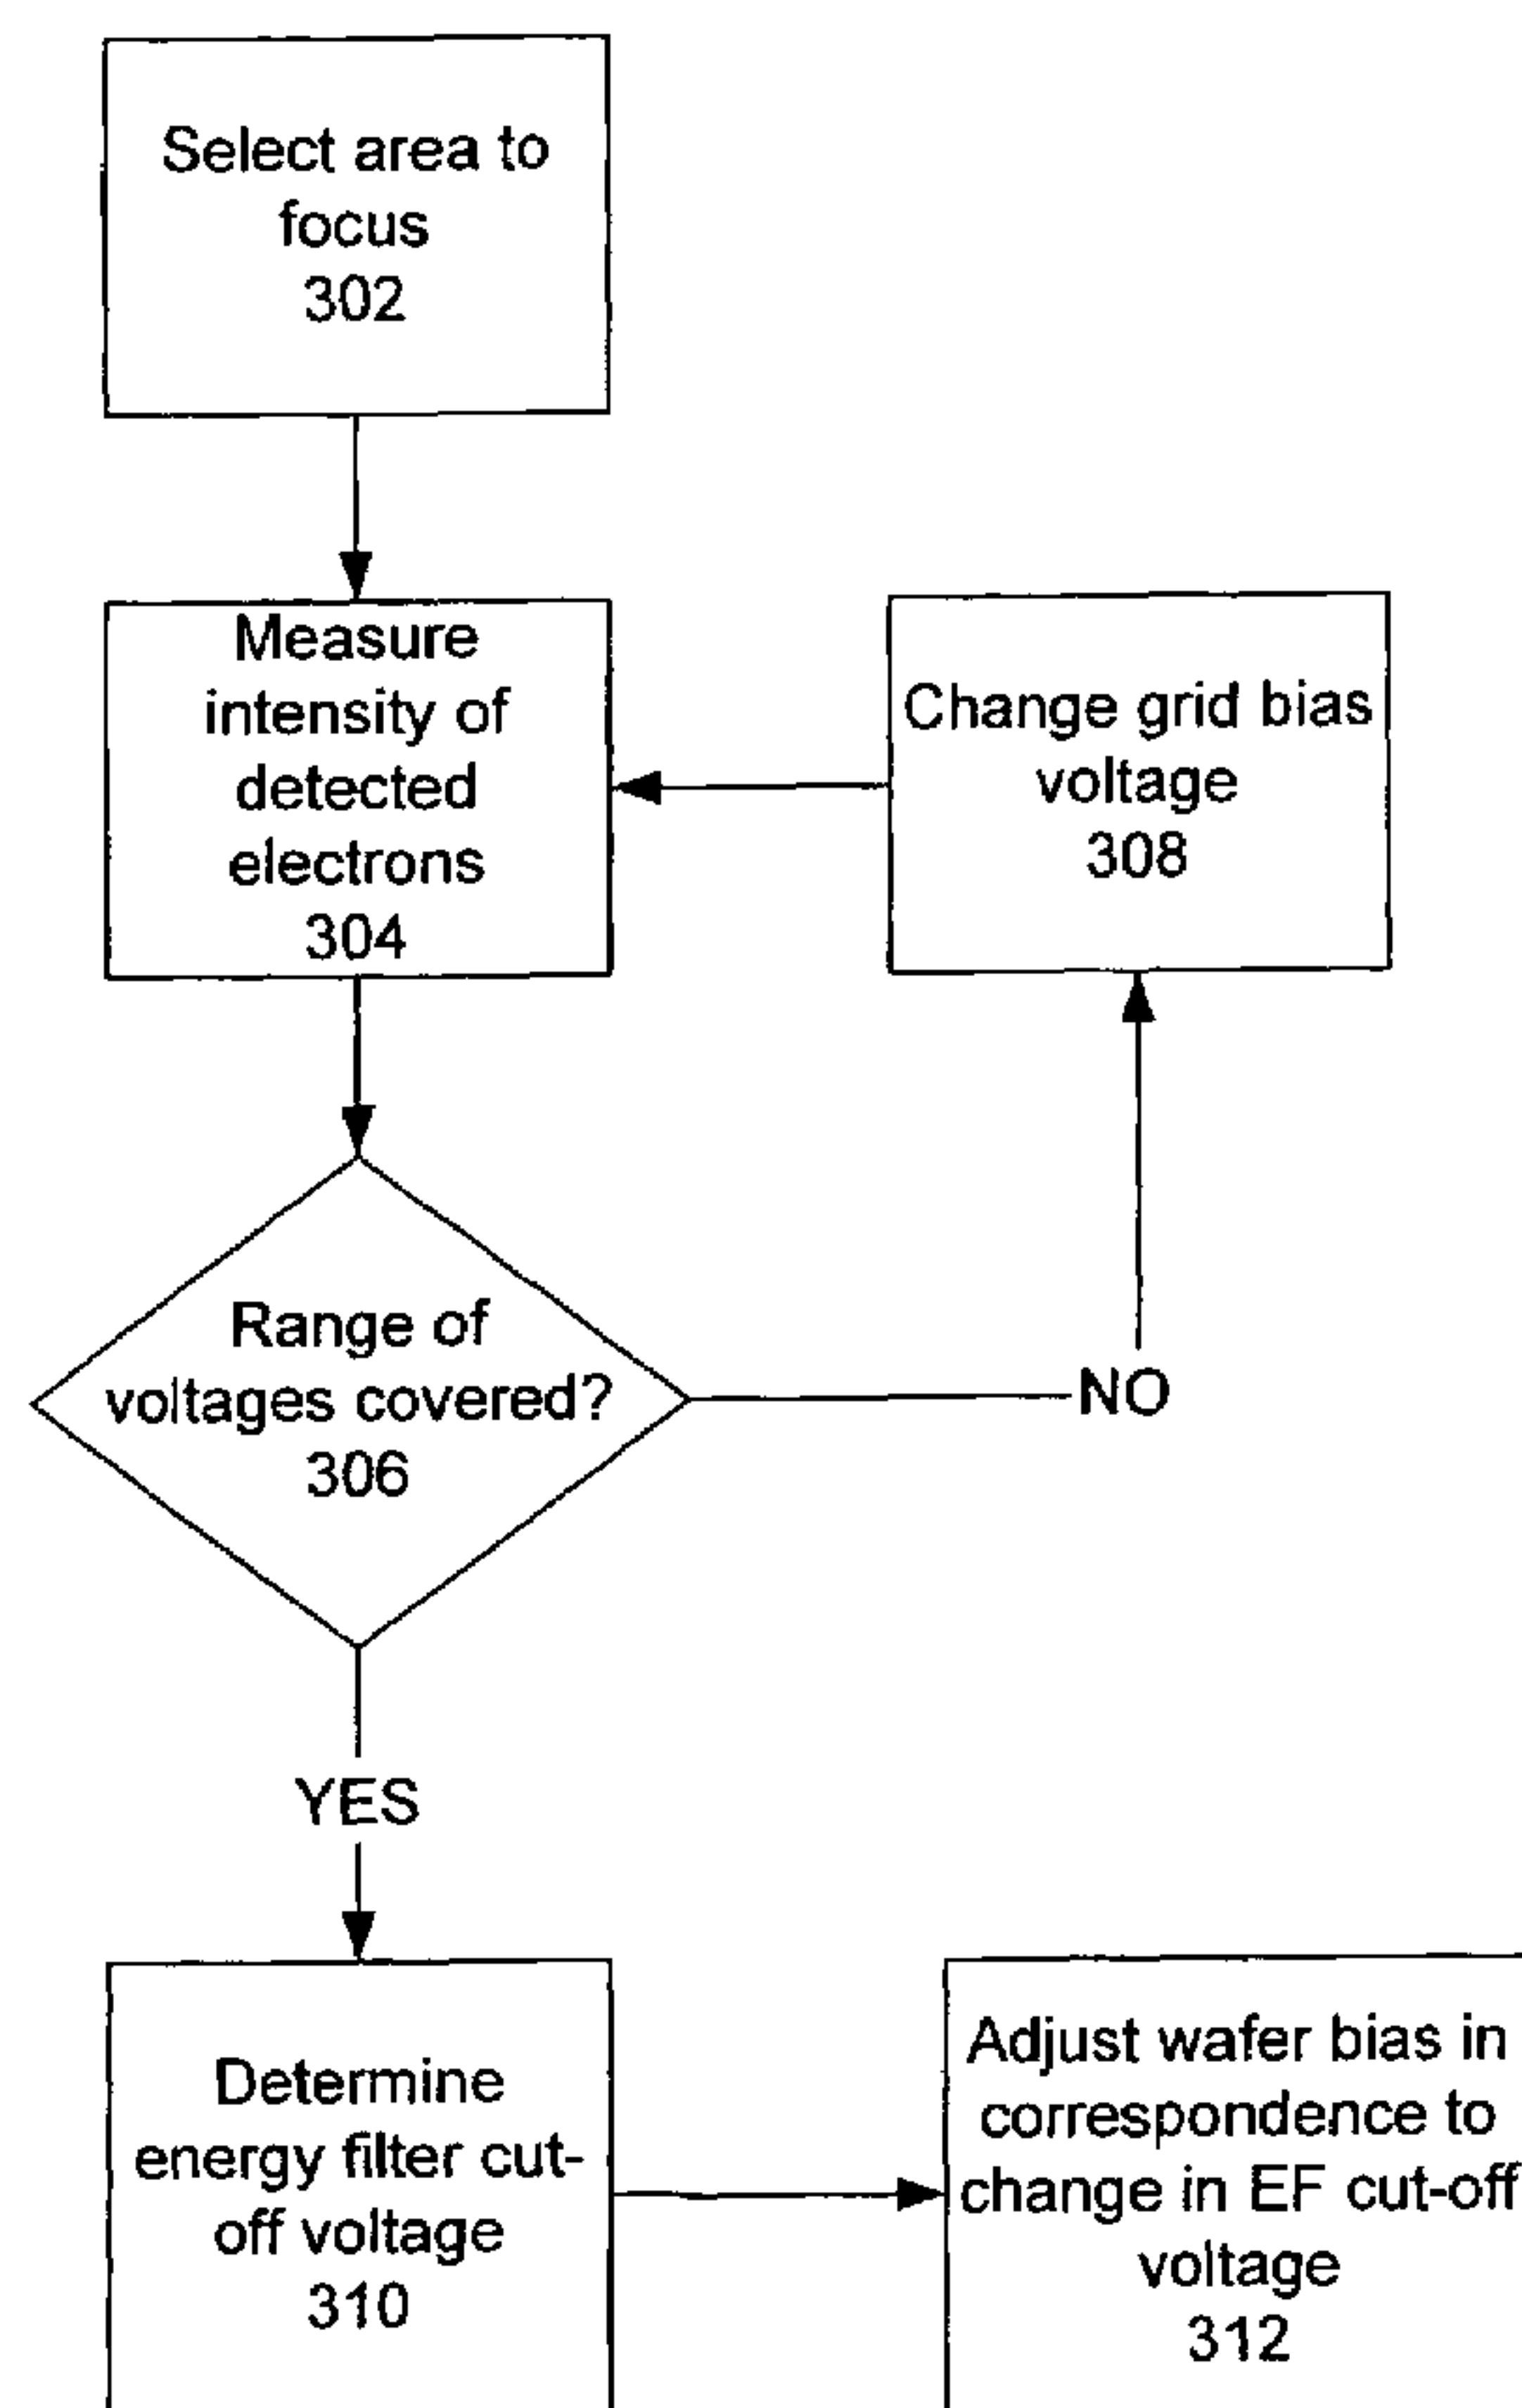 Select area to
focus
302
Measure
intensity of
detected
electrons
304
Change grid bias
voltage
308
Range of
voltages covered?
306
NO
YES
Determine
energy filter cut-
off voltage
310
Adjust wafer bias in
correspondence to
change in EF cut-off
voltage
312